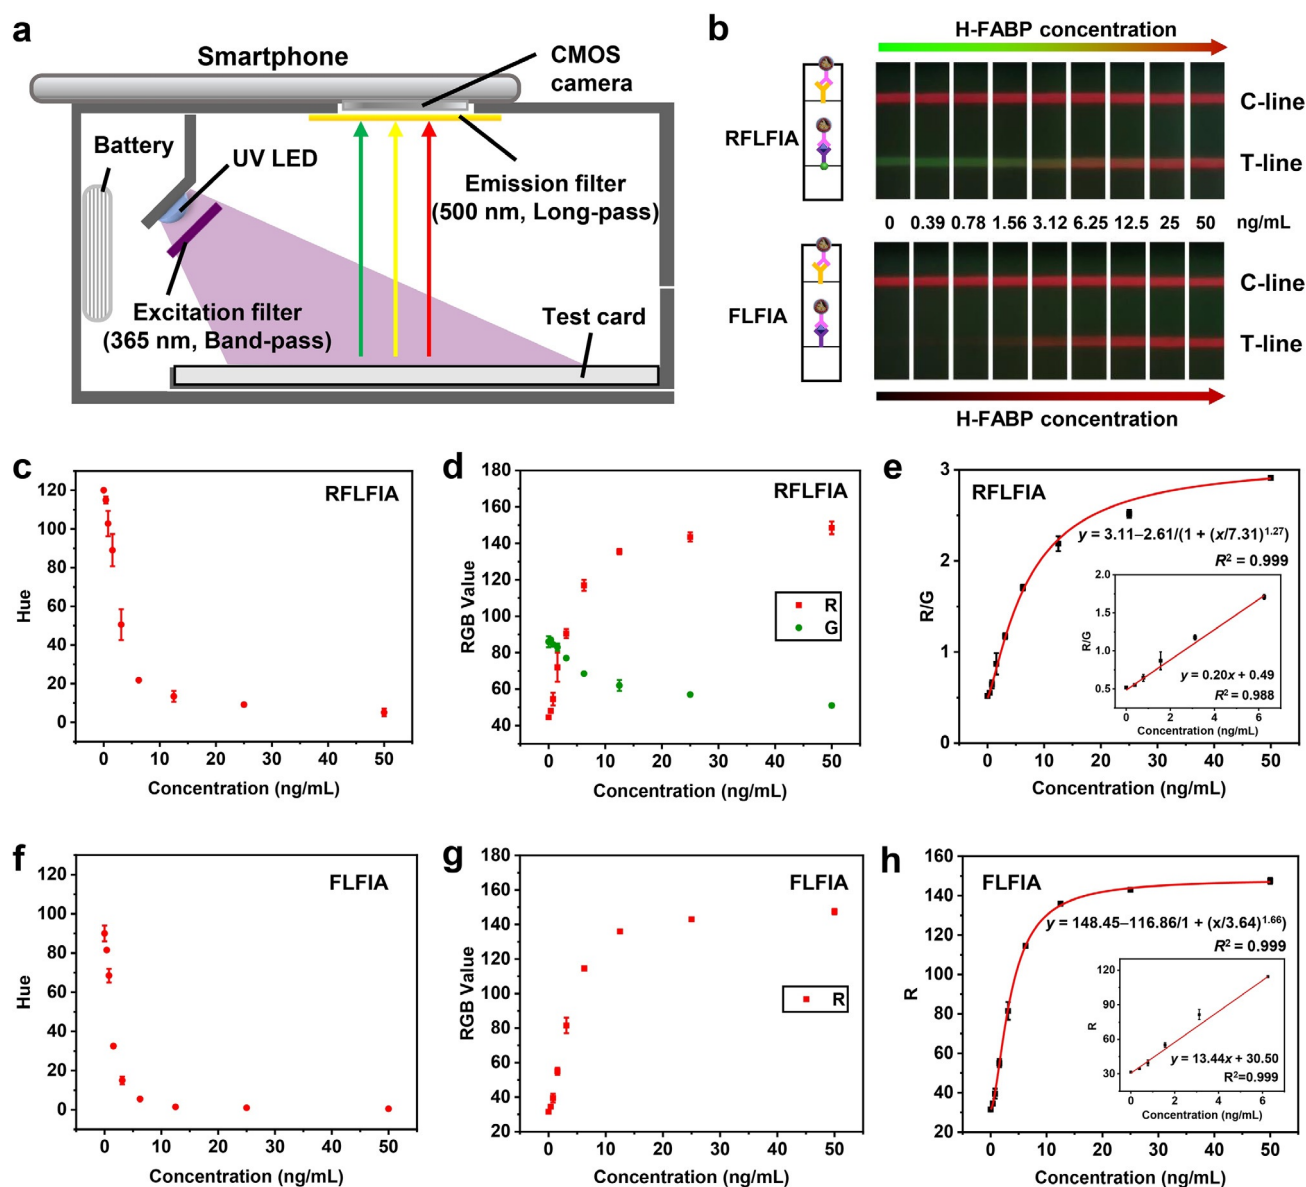 a
Smartphone
CMOS
camera
Battery
UV LED
Emission filter
(500 nm, Long-pass)
Excitation filter
(365 nm, Band-pass)
Test card
b
H-FABP concentration
RFLFIA
C-line
T-line
0 0.39 0.78 1.56 3.12 6.25 12.5 25 50 ng/mL
FLFIA
C-line
T-line
H-FABP concentration
c
RFLFIA
Hue
120
100
80
60
40
20
0
0 10 20 30 40 50
Concentration (ng/mL)
d
RFLFIA
RGB Value
180
160
140
120
100
80
60
40
R
G
0 10 20 30 40 50
Concentration (ng/mL)
e
RFLFIA
R/G
3
2
1
0
y = 3.11–2.61/(1 + (x/7.31)^1.27)
R² = 0.999
R/G
2.0
1.5
1.0
0.5
y = 0.20x + 0.49
R² = 0.988
0 2 4 6
Concentration (ng/mL)
0 10 20 30 40 50
Concentration (ng/mL)
f
FLFIA
Hue
120
100
80
60
40
20
0
0 10 20 30 40 50
Concentration (ng/mL)
g
FLFIA
RGB Value
180
160
140
120
100
80
60
40
20
R
0 10 20 30 40 50
Concentration (ng/mL)
h
FLFIA
R
160
140
120
100
80
60
40
20
y = 148.45–116.86/1 + (x/3.64)^1.66)
R² = 0.999
R
120
90
60
30
y = 13.44x + 30.50
R²=0.999
0 2 4 6
Concentration (ng/mL)
0 10 20 30 40 50
Concentration (ng/mL)